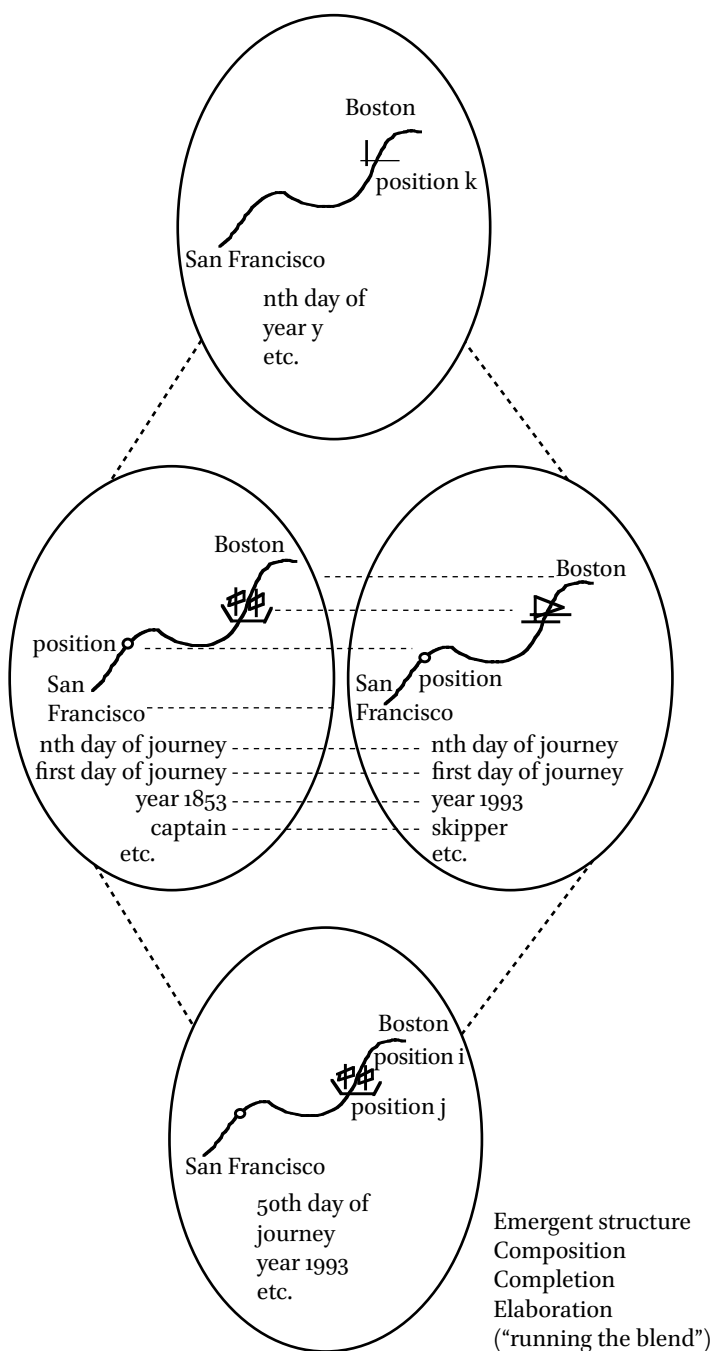 Boston
position k
San Francisco
nth day of
year y
etc.
Boston
position
San
Francisco
nth day of journey
first day of journey
year 1853
captain
etc.
Boston
position
San
Francisco
nth day of journey
first day of journey
year 1993
skipper
etc.
Boston
position i
position j
San Francisco
50th day of
journey
year 1993
etc.
Emergent structure
Composition
Completion
Elaboration
(“running the blend”)